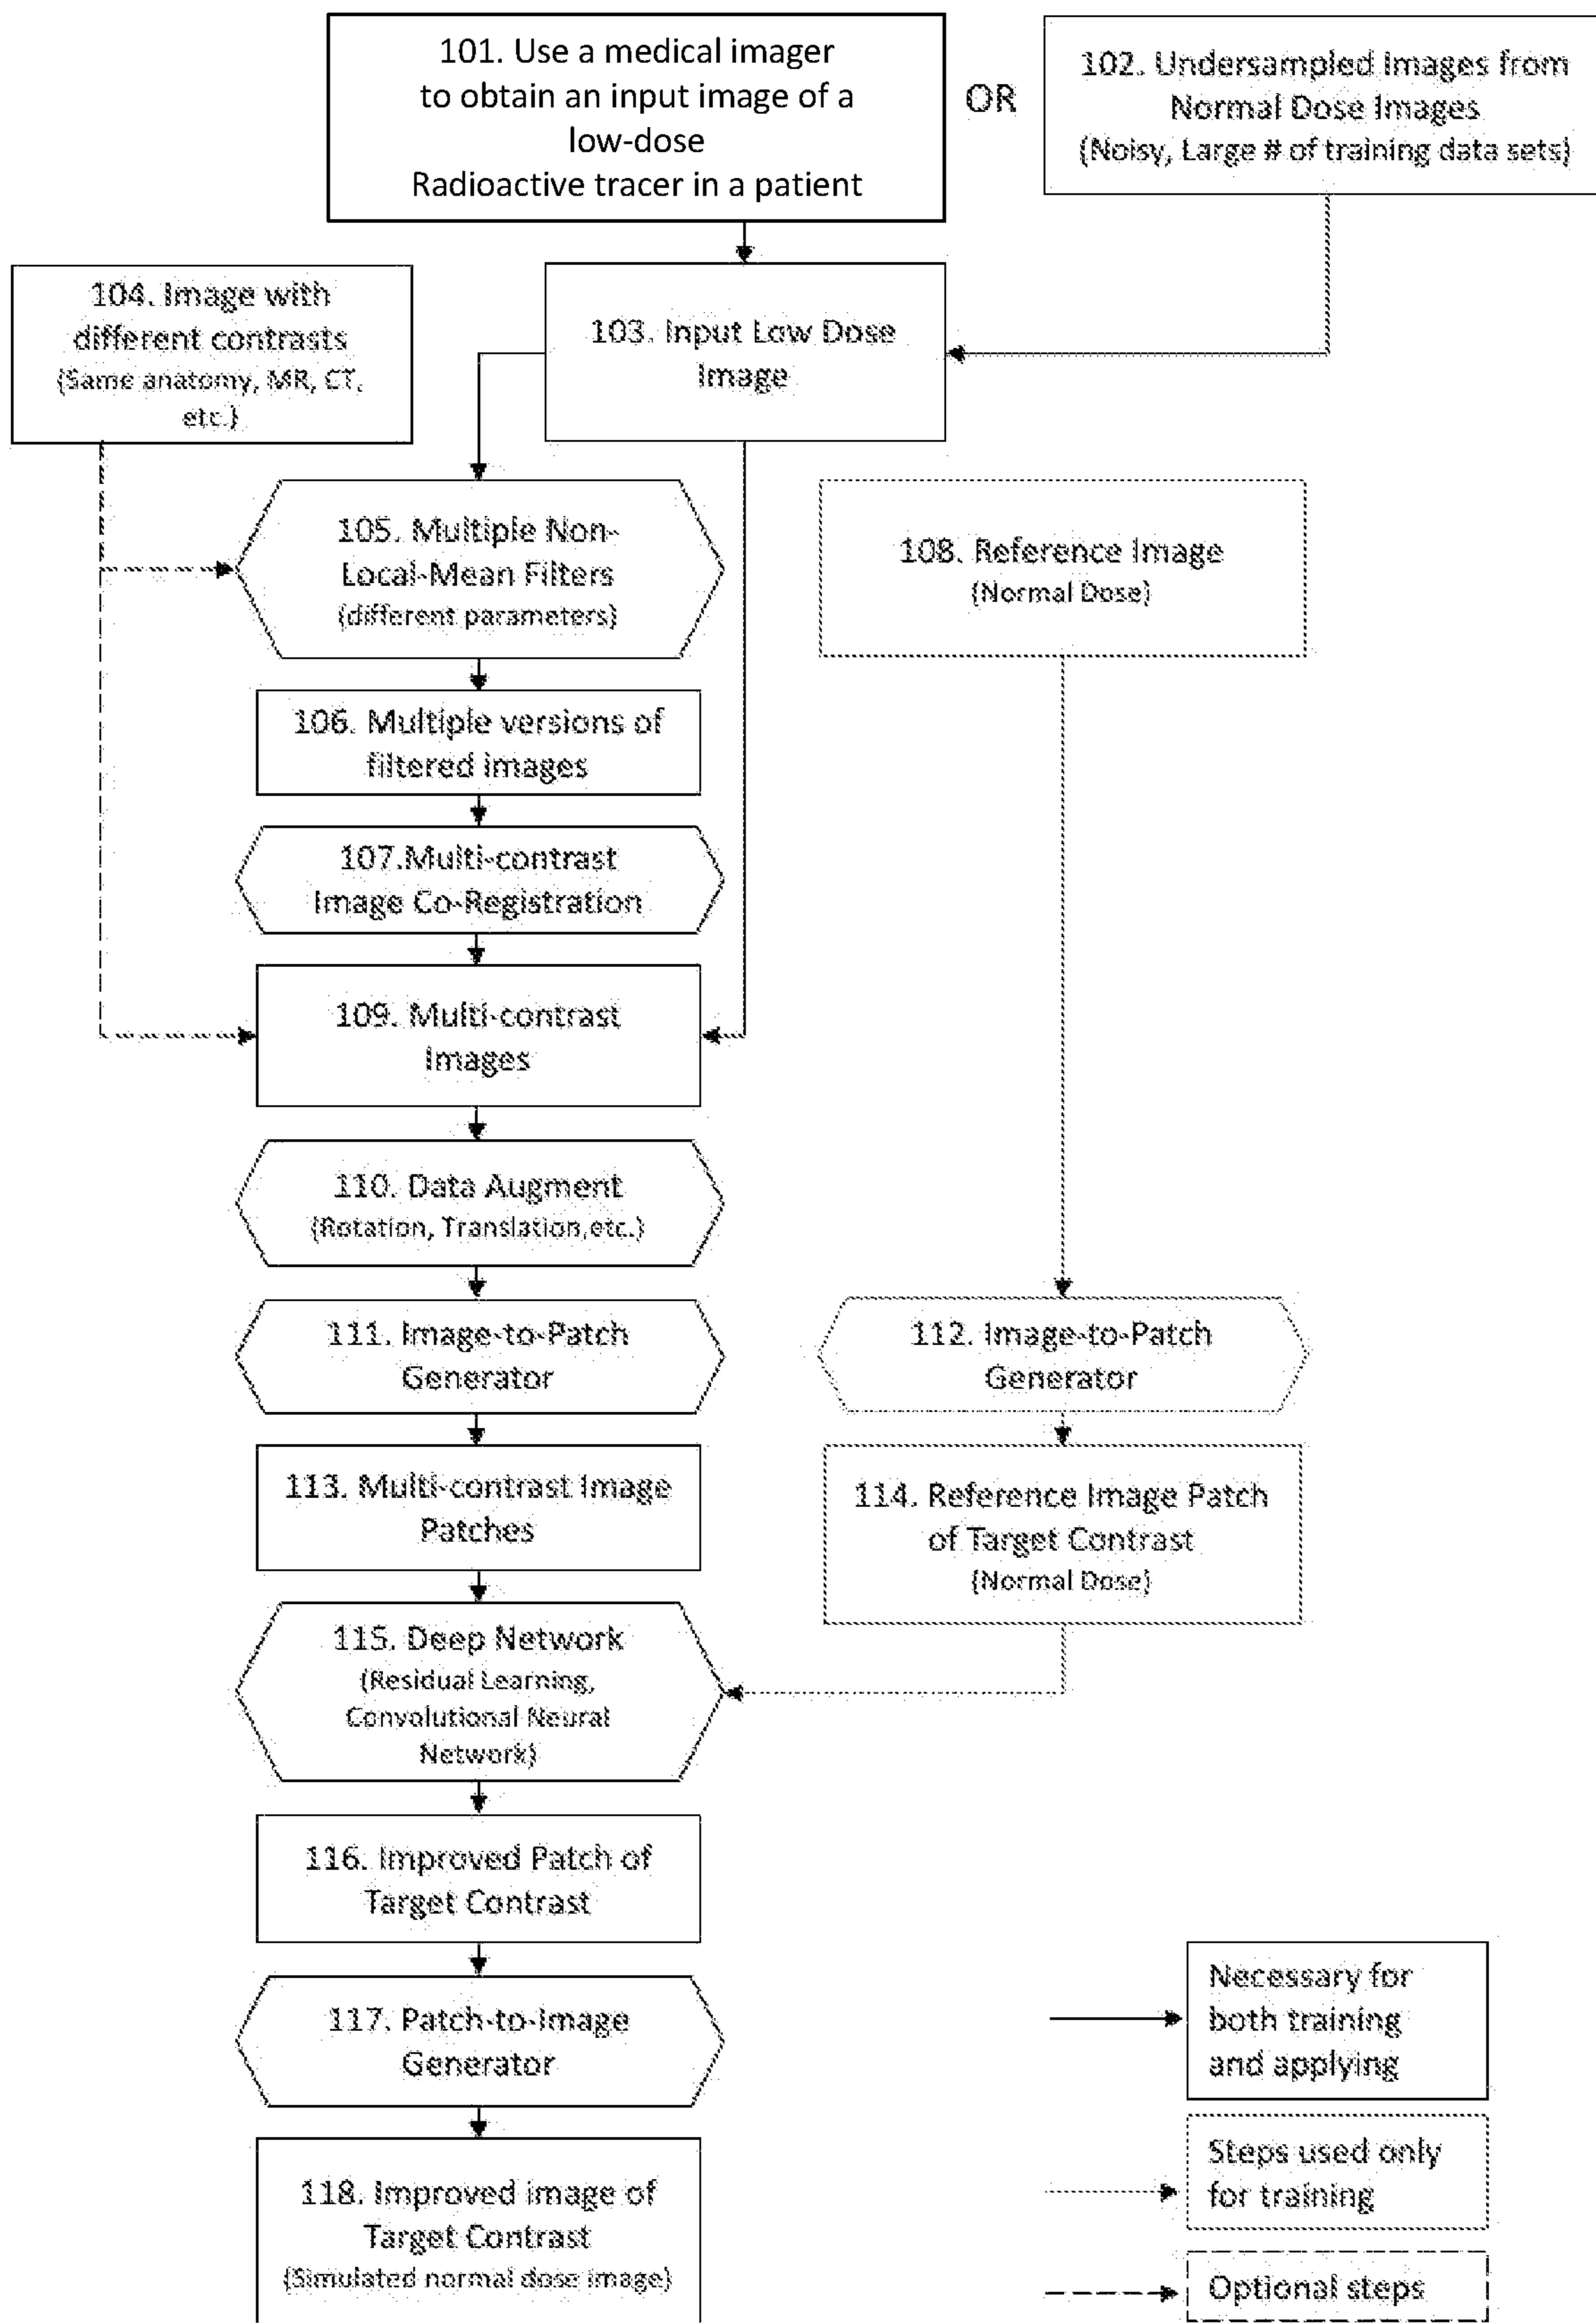 101. Use a medical imager
to obtain an input image of a
low-dose
Radioactive tracer in a patient
OR
102. Undersampled Images from
Normal Dose Images
(Noisy, Large # of training data sets)
104. Image with
different contrasts
(Same anatomy, MR, CT,
etc.)
103. Input Low Dose
Image
105. Multiple Non-
Local-Mean Filters
(different parameters)
108. Reference Image
(Normal Dose)
106. Multiple versions of
filtered images
107.Multi-contrast
Image Co-Registration
109. Multi-contrast
Images
110. Data Augment
(Rotation, Translation,etc.)
111. Image-to-Patch
Generator
112. Image-to-Patch
Generator
113. Multi-contrast Image
Patches
114. Reference Image Patch
of Target Contrast
(Normal Dose)
115. Deep Network
(Residual Learning,
Convolutional Neural
Network)
116. Improved Patch of
Target Contrast
117. Patch-to-Image
Generator
118. Improved image of
Target Contrast
(Simulated normal dose image)
Necessary for
both training
and applying
Steps used only
for training
Optional steps